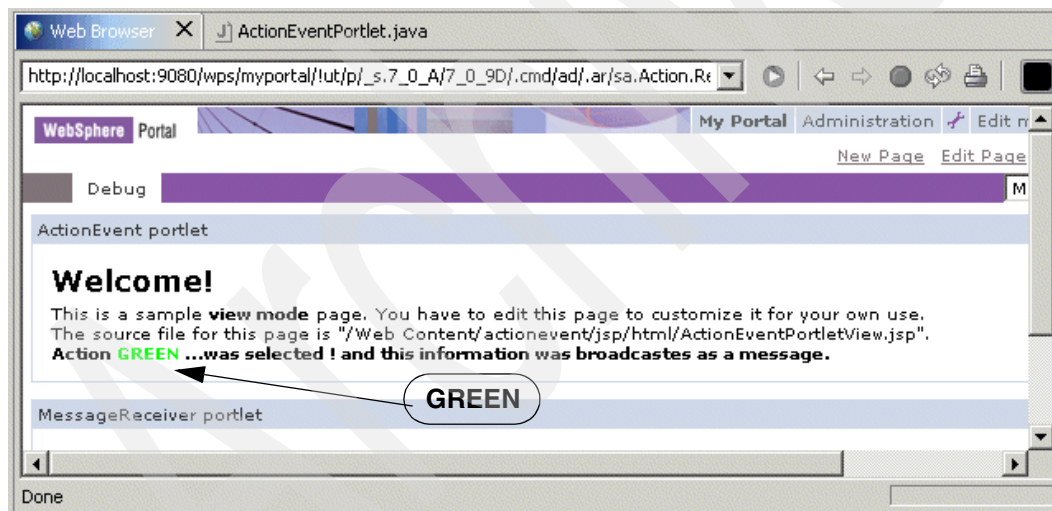 Web Browser ActionEventPortlet.java
http://localhost:9080/wps/myportal/!ut/p/_s.7_0_A/7_0_9D/.cmd/ad/.ar/sa.Action.Re
WebSphere Portal My Portal Administration Edit m
New Page Edit Page
Debug M
ActionEvent portlet
Welcome!
This is a sample view mode page. You have to edit this page to customize it for your own use.
The source file for this page is "/Web Content/actionevent/jsp/html/ActionEventPortletView.jsp".
Action GREEN ...was selected ! and this information was broadcastes as a message.
GREEN
MessageReceiver portlet
Done